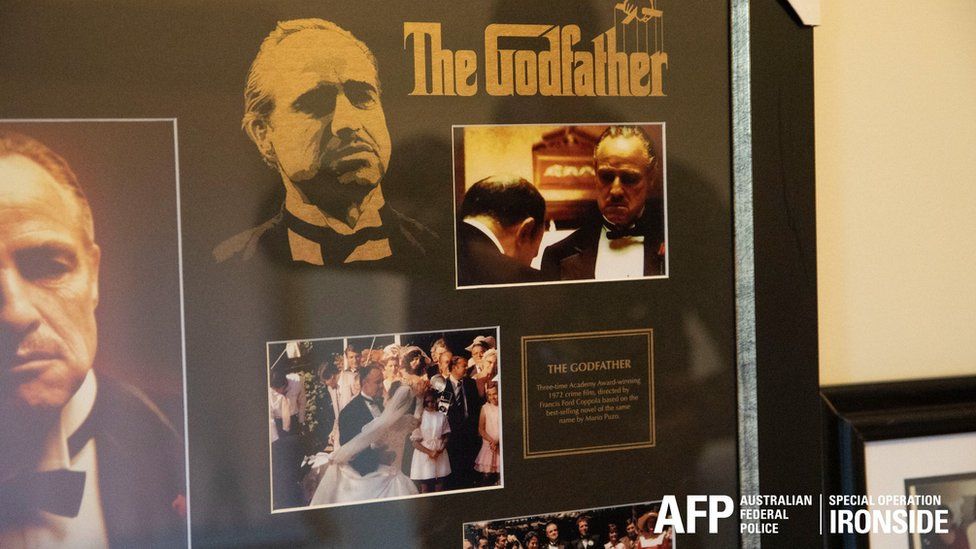 The Godfather
THE GODFATHER
Three-time Academy Award-winning
1972 crime film, directed by
Francis Ford Coppola based on the
best-selling novel of the same
name by Mario Puzo.
AFP
AUSTRALIAN
FEDERAL
POLICE
SPECIAL OPERATION
IRONSIDE